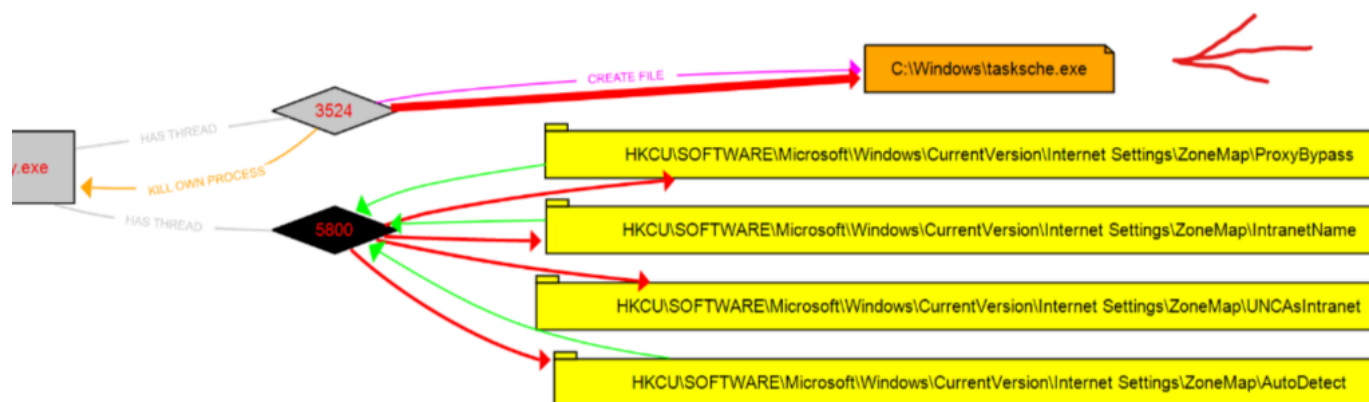 CREATE FILE
C:\Windows\tasksche.exe
3524
HAS THREAD
y.exe
KILL OWN PROCESS
HAS THREAD
5800
HKCU\SOFTWARE\Microsoft\Windows\CurrentVersion\Internet Settings\ZoneMap\ProxyBypass
HKCU\SOFTWARE\Microsoft\Windows\CurrentVersion\Internet Settings\ZoneMap\IntranetName
HKCU\SOFTWARE\Microsoft\Windows\CurrentVersion\Internet Settings\ZoneMap\UNCAsIntranet
HKCU\SOFTWARE\Microsoft\Windows\CurrentVersion\Internet Settings\ZoneMap\AutoDetect